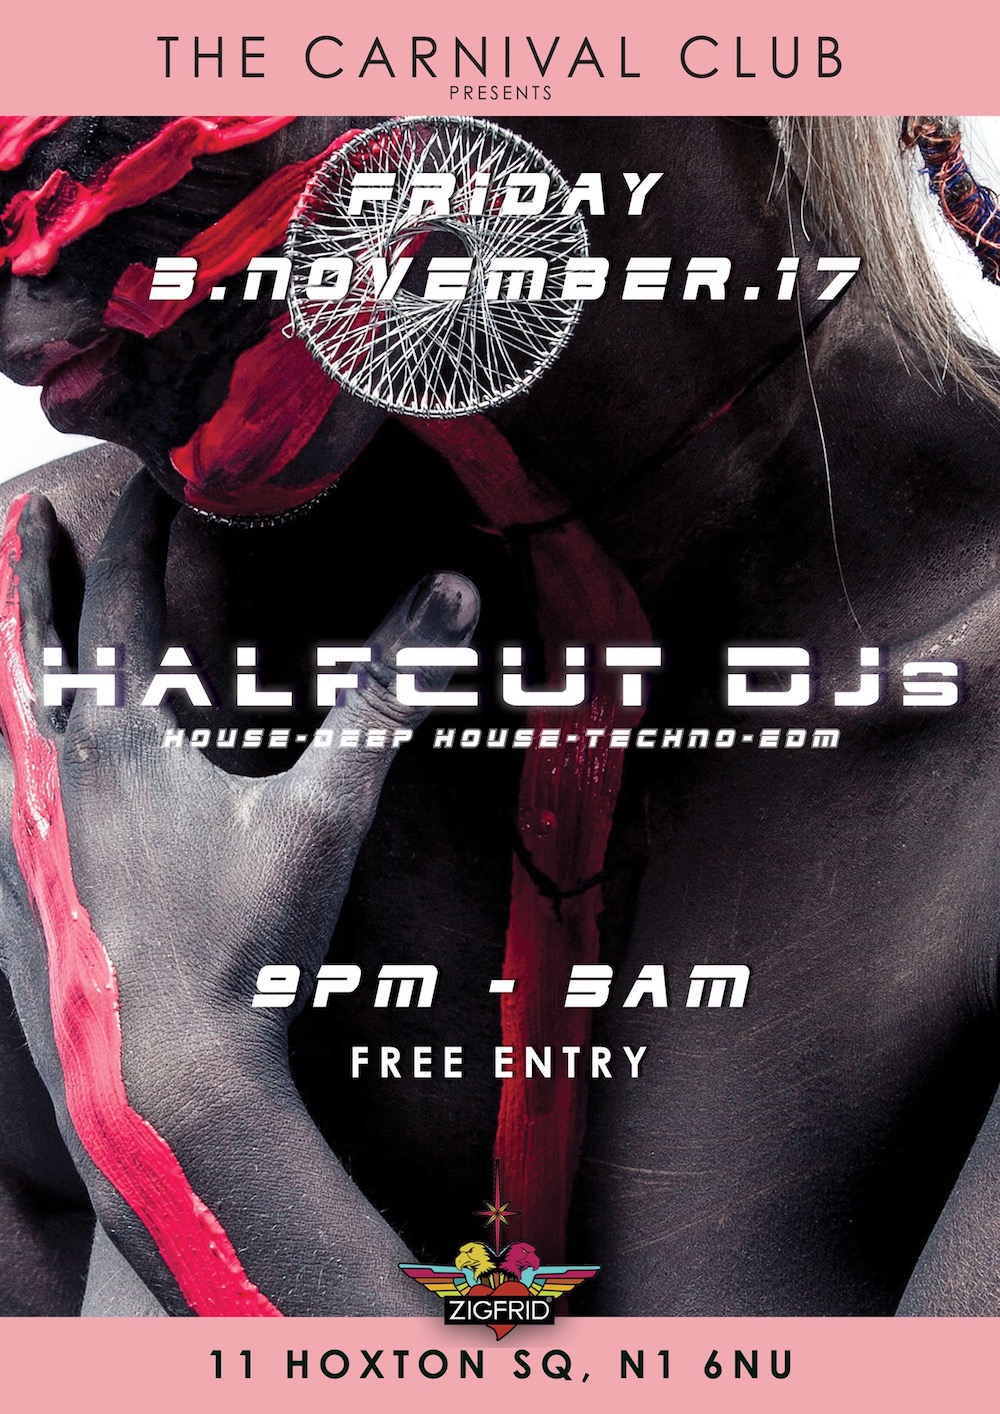 THE CARNIVAL CLUB
PRESENTS
FRIDAY
3.NOVEMBER.17
HALFCUT DJs
HOUSE-DEEP HOUSE-TECHNO-EDM
9PM - 3AM
FREE ENTRY
ZIGFRID®
11 HOXTON SQ, N1 6NU